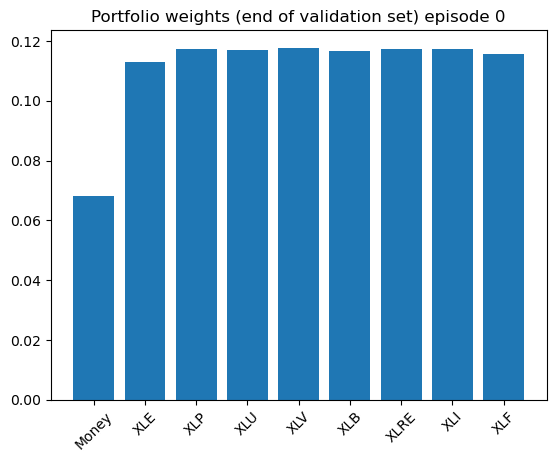 Portfolio weights (end of validation set) episode 0
0.12
0.10
0.08
0.06
0.04
0.02
0.00
Money
XLE
XLP
XLU
XLV
XLB
XLRE
XLI
XLF